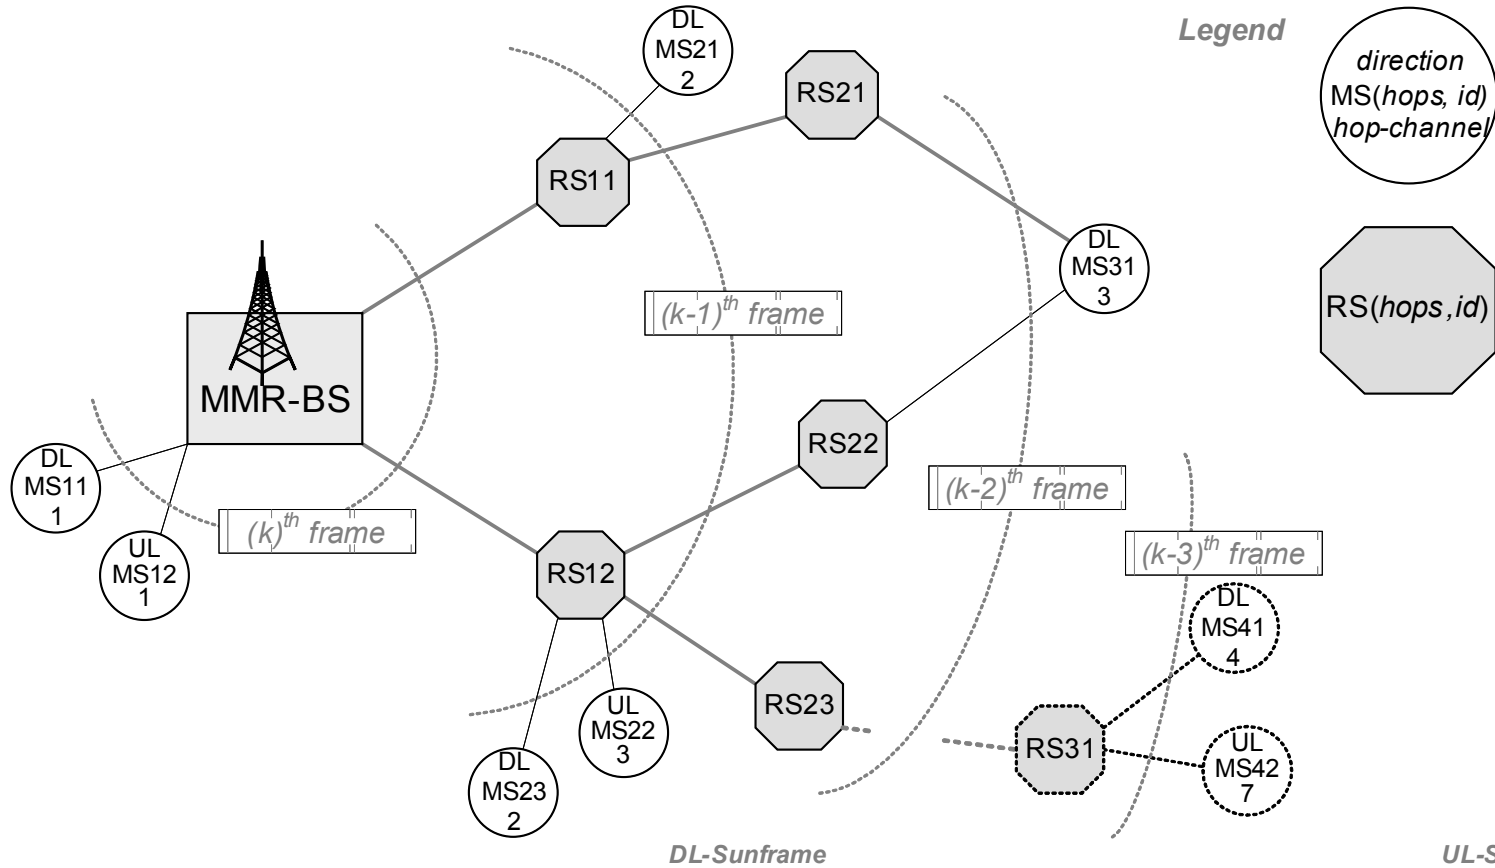 Legend
direction
MS(hops, id)
hop-channel
RS(hops,id)
DL
MS21
2
RS21
RS11
DL
MS31
3
(k-1)th frame
MMR-BS
RS22
DL
MS11
1
UL
MS12
1
(k)th frame
(k-2)th frame
(k-3)th frame
RS12
DL
MS41
4
RS23
RS31
UL
MS22
3
DL
MS23
2
UL
MS42
7
DL-Sunframe
UL-S